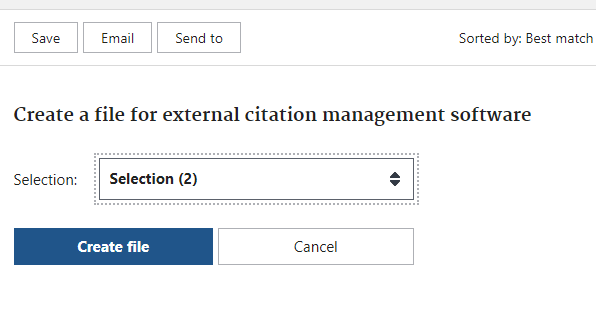 Save Email Send to Sorted by: Best match
Create a file for external citation management software
Selection: Selection (2)
Create file Cancel